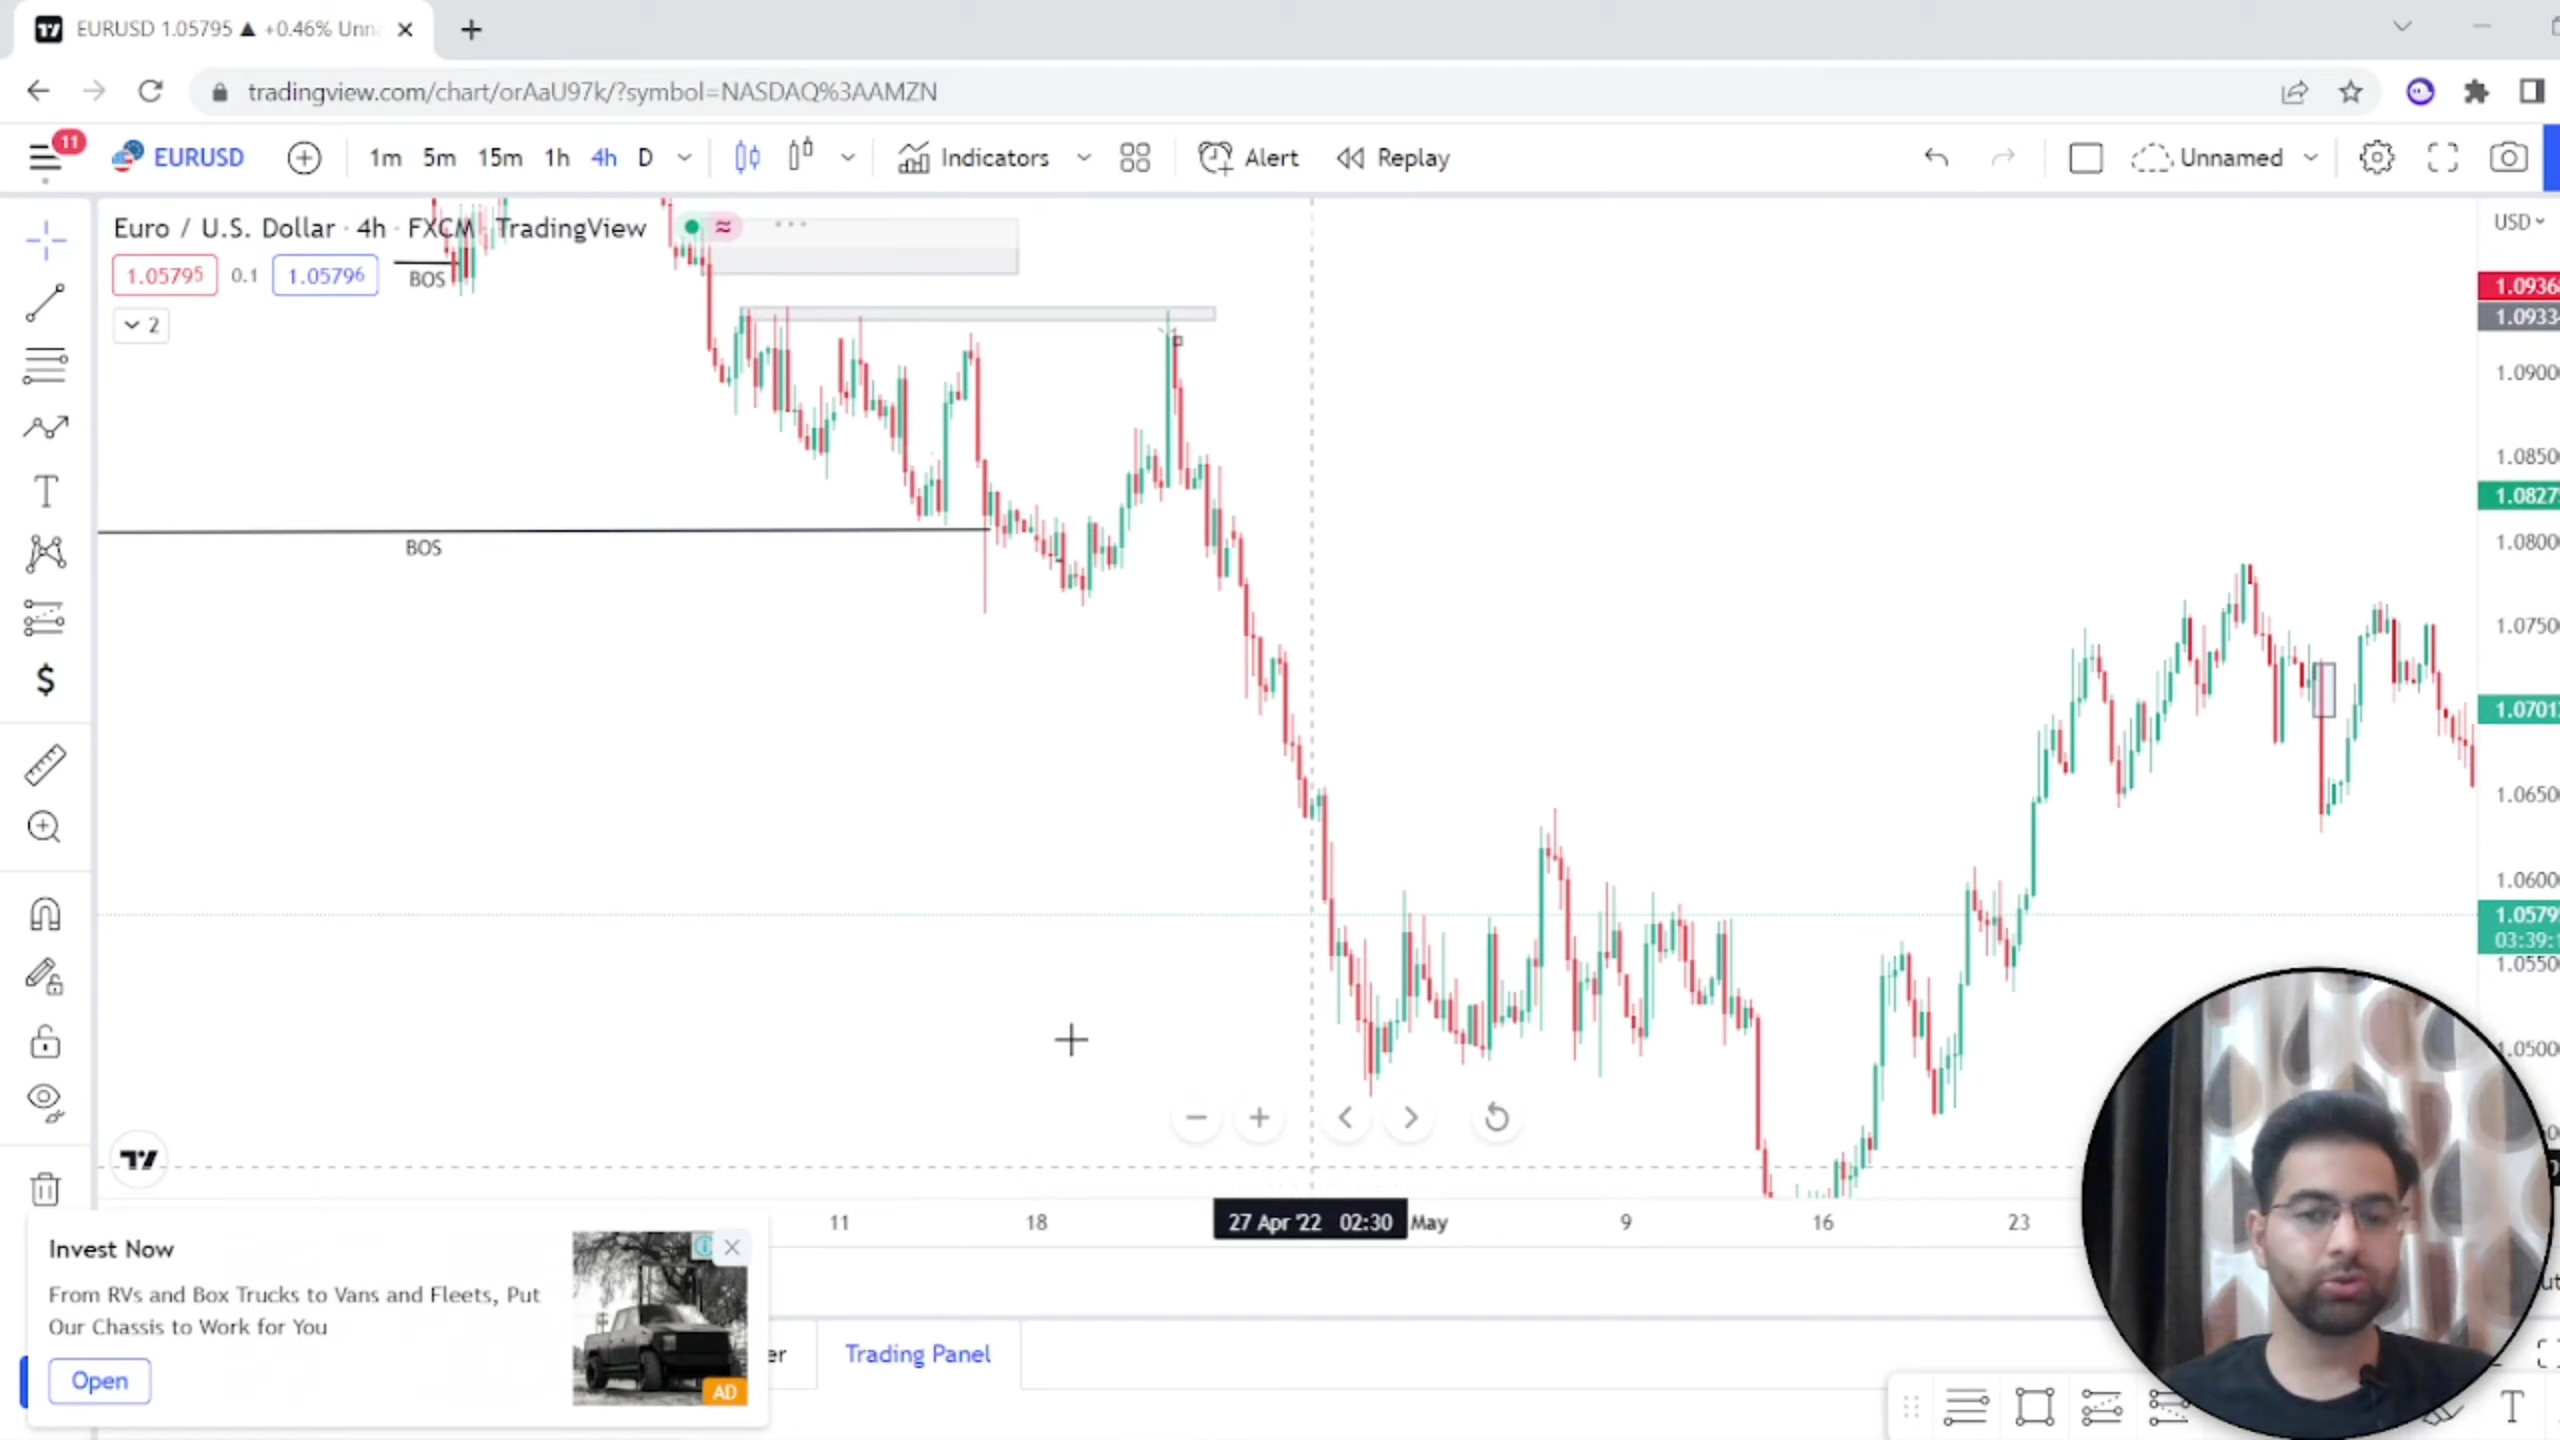 EURUSD 1.05795 ▲ +0.46% Unn
tradingview.com/chart/orAaU97k/?symbol=NASDAQ%3AAMZN
11
EURUSD
1m 5m 15m 1h 4h D
Indicators
Alert
Replay
Unnamed
Euro / U.S. Dollar · 4h · FXCM · TradingView
USD
1.05795 0.1 1.05796
BOS
2
1.0936
1.0933
1.0900
1.0850
1.0827
1.0800
BOS
1.0750
1.0701
1.0650
1.0600
1.0579
03:39:
1.0550
1.0500
11 18 27 Apr '22 02:30 May 9 16 23
Invest Now
From RVs and Box Trucks to Vans and Fleets, Put
Our Chassis to Work for You
Open
AD
er
Trading Panel